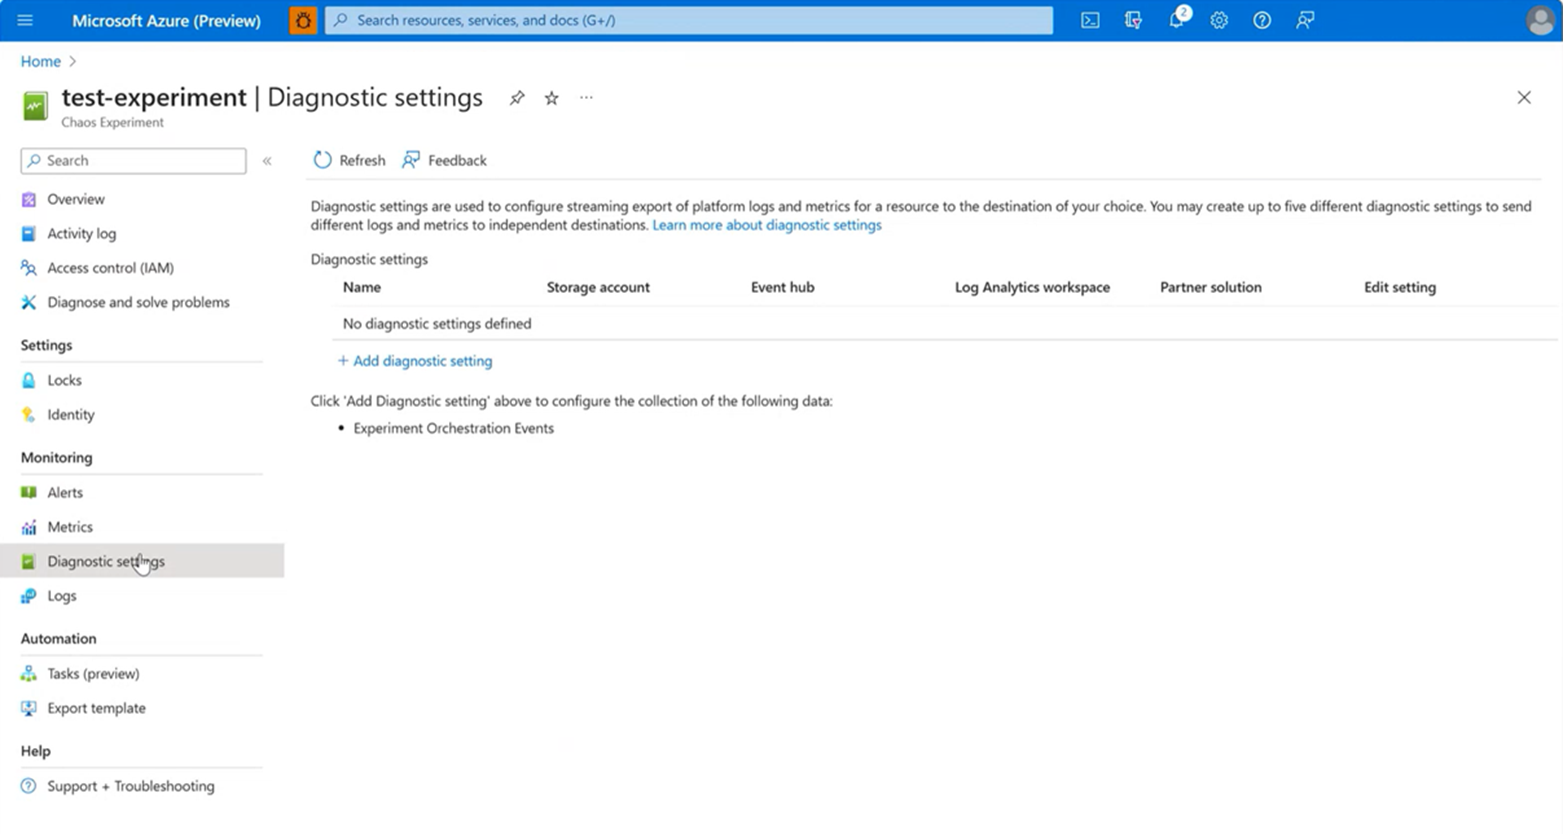 Microsoft Azure (Preview)
Search resources, services, and docs (G+/)
2
Home
test-experiment | Diagnostic settings
Chaos Experiment
Search
Overview
Activity log
Access control (IAM)
Diagnose and solve problems
Settings
Locks
Identity
Monitoring
Alerts
Metrics
Diagnostic settings
Logs
Automation
Tasks (preview)
Export template
Help
Support + Troubleshooting
Refresh
Feedback
Diagnostic settings are used to configure streaming export of platform logs and metrics for a resource to the destination of your choice. You may create up to five different diagnostic settings to send
different logs and metrics to independent destinations. Learn more about diagnostic settings
Diagnostic settings
Name Storage account Event hub Log Analytics workspace Partner solution Edit setting
No diagnostic settings defined
+ Add diagnostic setting
Click 'Add Diagnostic setting' above to configure the collection of the following data:
• Experiment Orchestration Events